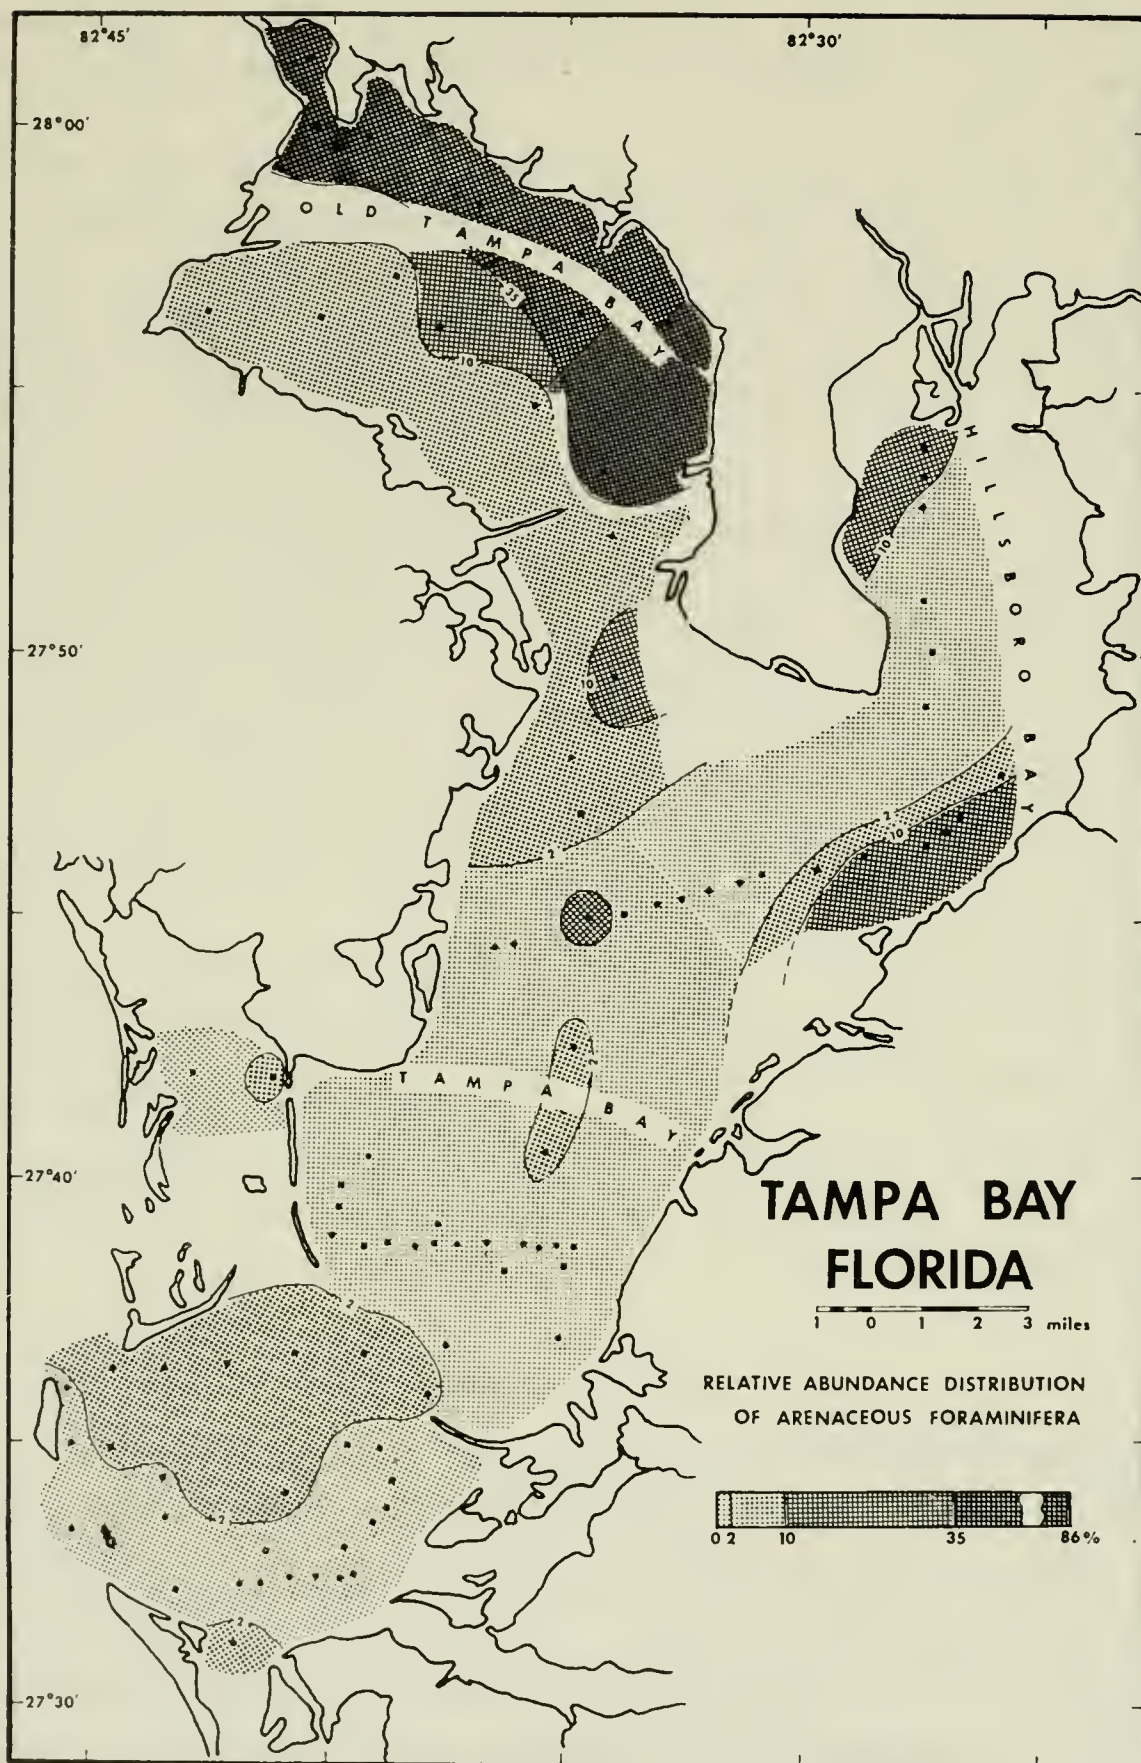 82°45'
82°30'
28°00'
OLD TAMPA BAY
35
10
HILLSBORO BAY
10
27°50'
10
2
2
10
2
TAMPA BAY
27°40'
TAMPA BAY
FLORIDA
1 0 1 2 3 miles
2
RELATIVE ABUNDANCE DISTRIBUTION
OF ARENACEOUS FORAMINIFERA
0 2 10 35 86%
2
2
27°30'